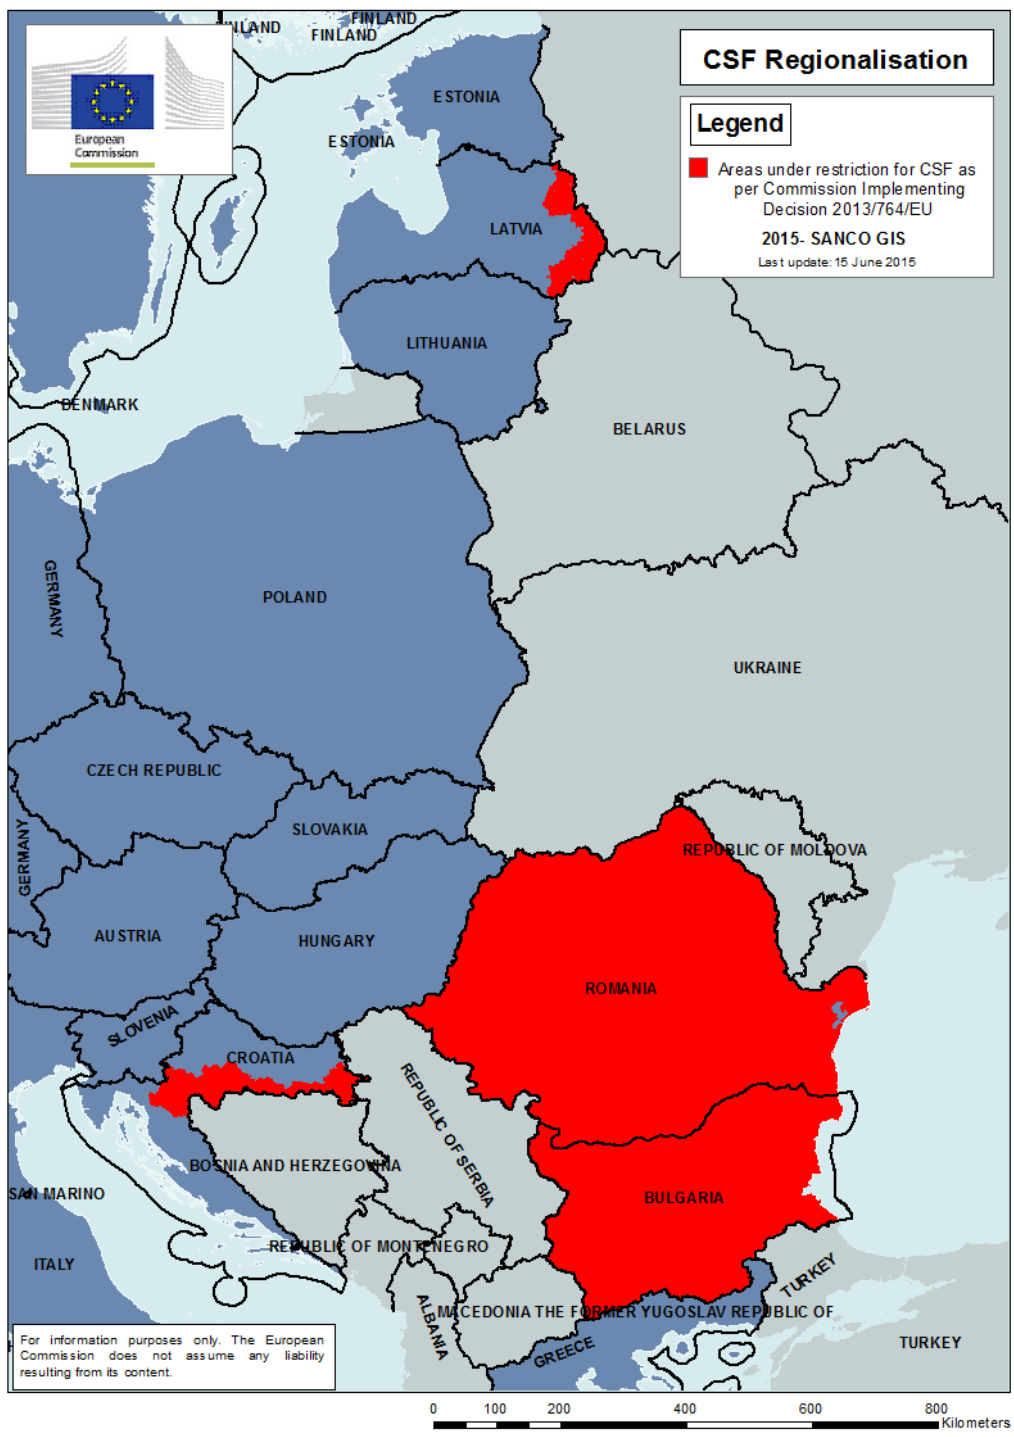 FINLAND
FINLAND
European
Commission
CSF Regionalisation
Legend
Areas under restriction for CSF as
per Commission Implementing
Decision 2013/764/EU
2015- SANCO GIS
Last update: 15 June 2015
ESTONIA
ESTONIA
LATVIA
LITHUANIA
DENMARK
BELARUS
GERMANY
POLAND
UKRAINE
CZECH REPUBLIC
SLOVAKIA
GERMANY
REPUBLIC OF MOLDOVA
AUSTRIA
HUNGARY
ROMANIA
SLOVENIA
CROATIA
REPUBLIC OF SERBIA
BOSNIA AND HERZEGOVINA
SAN MARINO
BULGARIA
REPUBLIC OF MONTENEGRO
ITALY
TURKEY
ALBANIA
MACEDONIA THE FORMER YUGOSLAV REPUBLIC OF
GREECE
TURKEY
For information purposes only. The European
Commission does not assume any liability
resulting from its content.
0 100 200 400 600 800
Kilometers